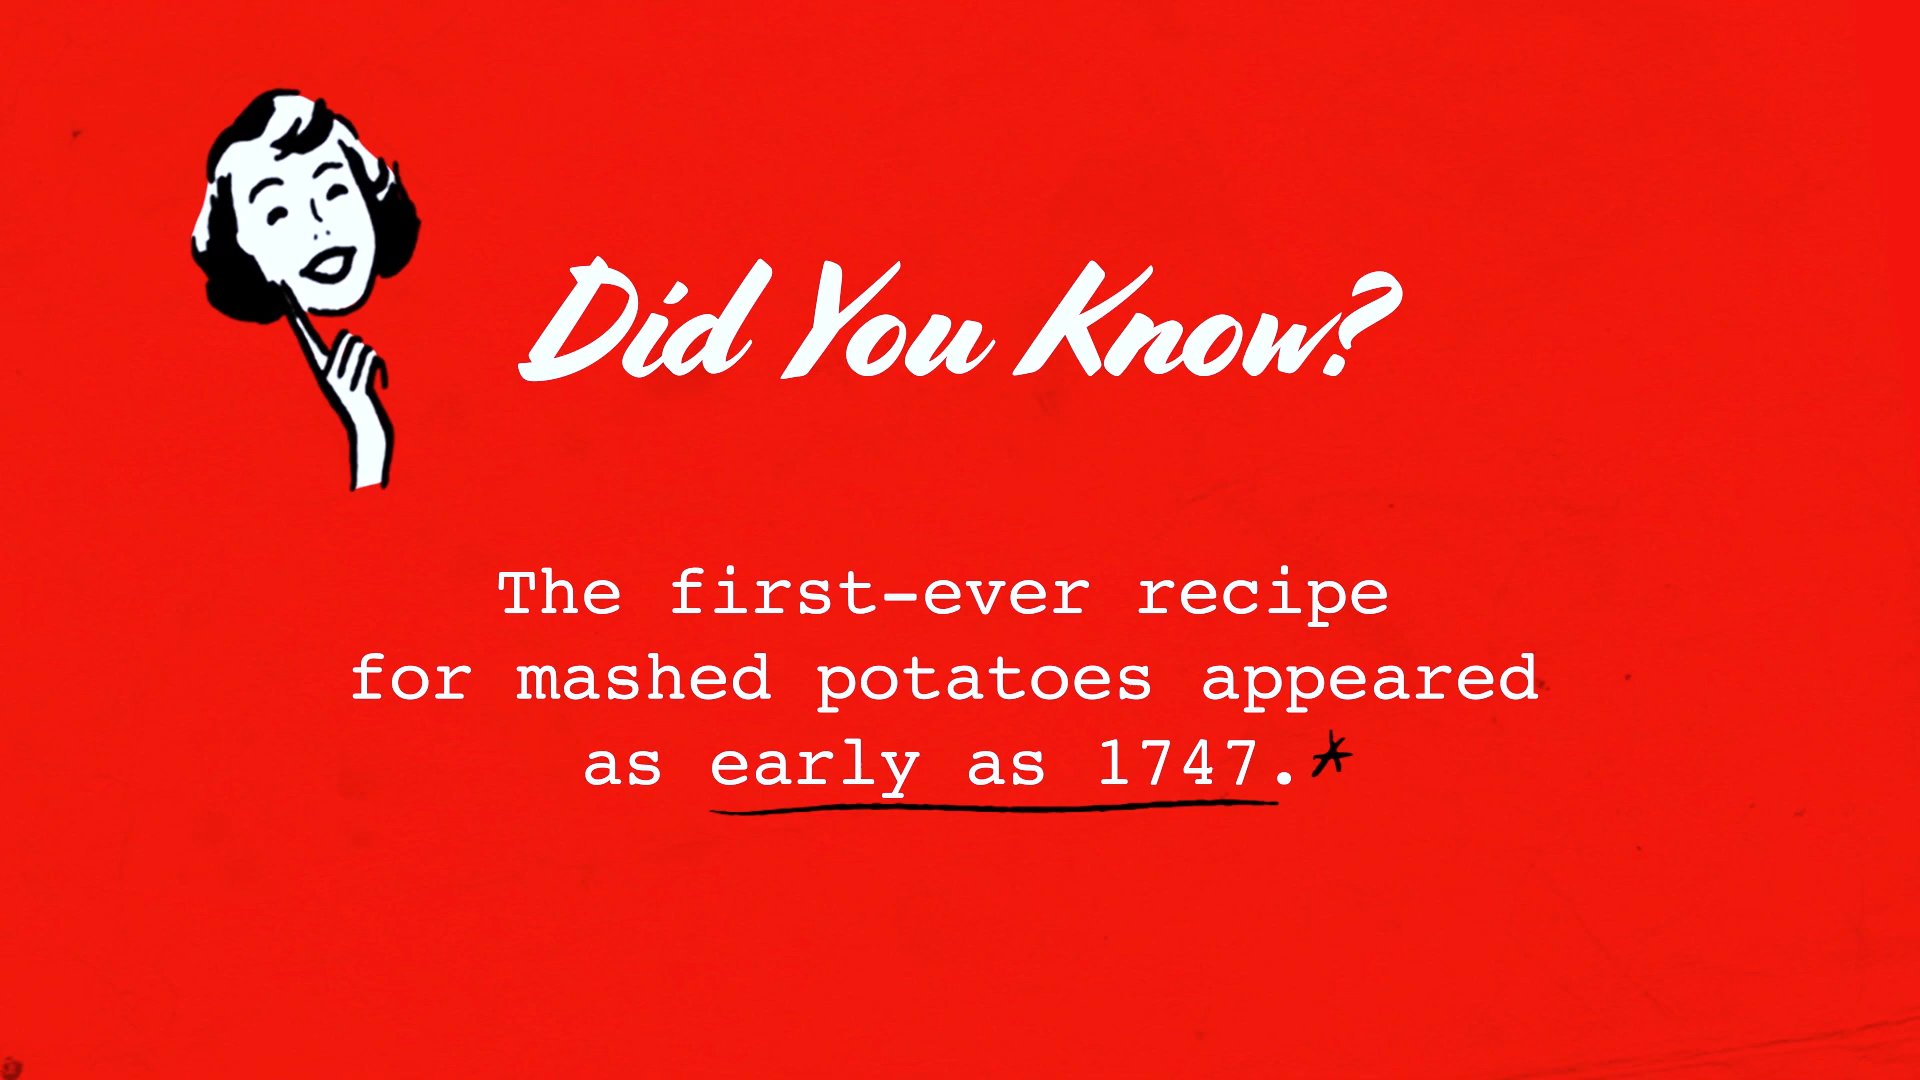 Did You Know?
The first-ever recipe
for mashed potatoes appeared
as early as 1747.*